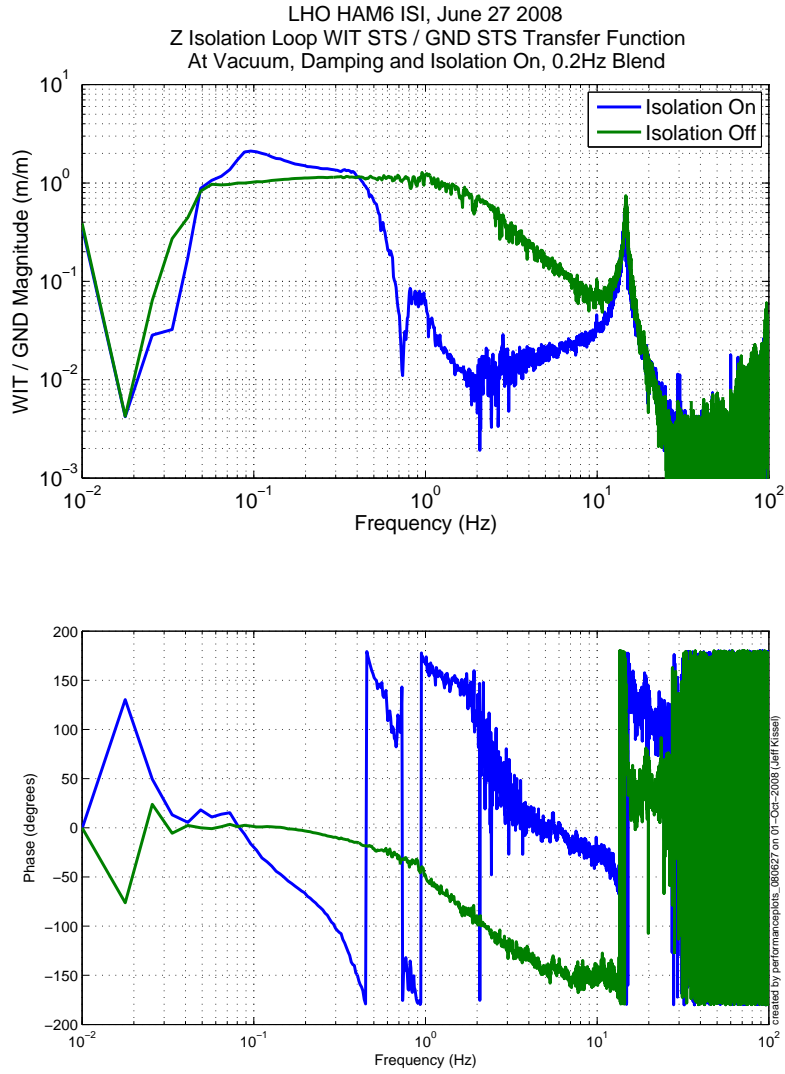 LHO HAM6 ISI, June 27 2008
Z Isolation Loop WIT STS / GND STS Transfer Function
At Vacuum, Damping and Isolation On, 0.2Hz Blend
Isolation On
Isolation Off
WIT / GND Magnitude (m/m)
10^1
10^0
10^−1
10^−2
10^−3
10^−2 10^−1 10^0 10^1 10^2
Frequency (Hz)
Phase (degrees)
200
150
100
50
0
−50
−100
−150
−200
10^−2 10^−1 10^0 10^1 10^2
Frequency (Hz)
created by performanceplots_080627 on 01−Oct−2008 (Jeff Kissel)